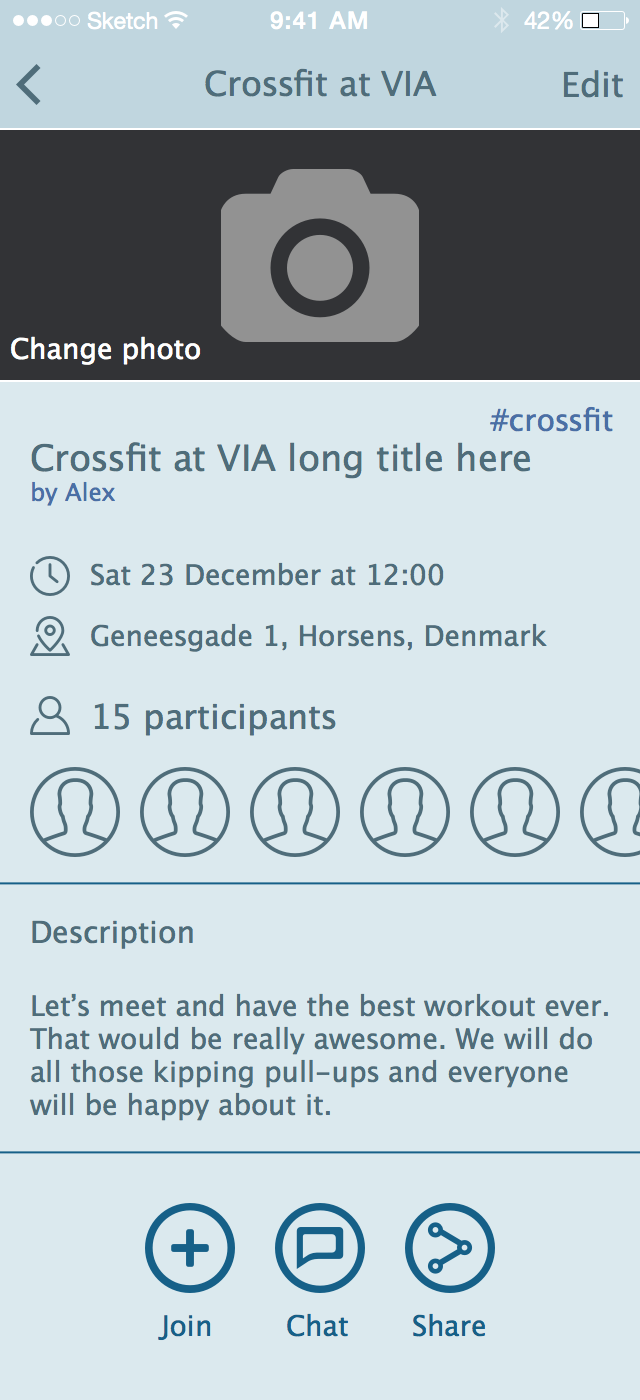 Sketch 9:41 AM 42%
Crossfit at VIA Edit
Change photo
#crossfit
Crossfit at VIA long title here
by Alex
Sat 23 December at 12:00
Geneesgade 1, Horsens, Denmark
15 participants
Description
Let’s meet and have the best workout ever.
That would be really awesome. We will do
all those kipping pull-ups and everyone
will be happy about it.
Join Chat Share